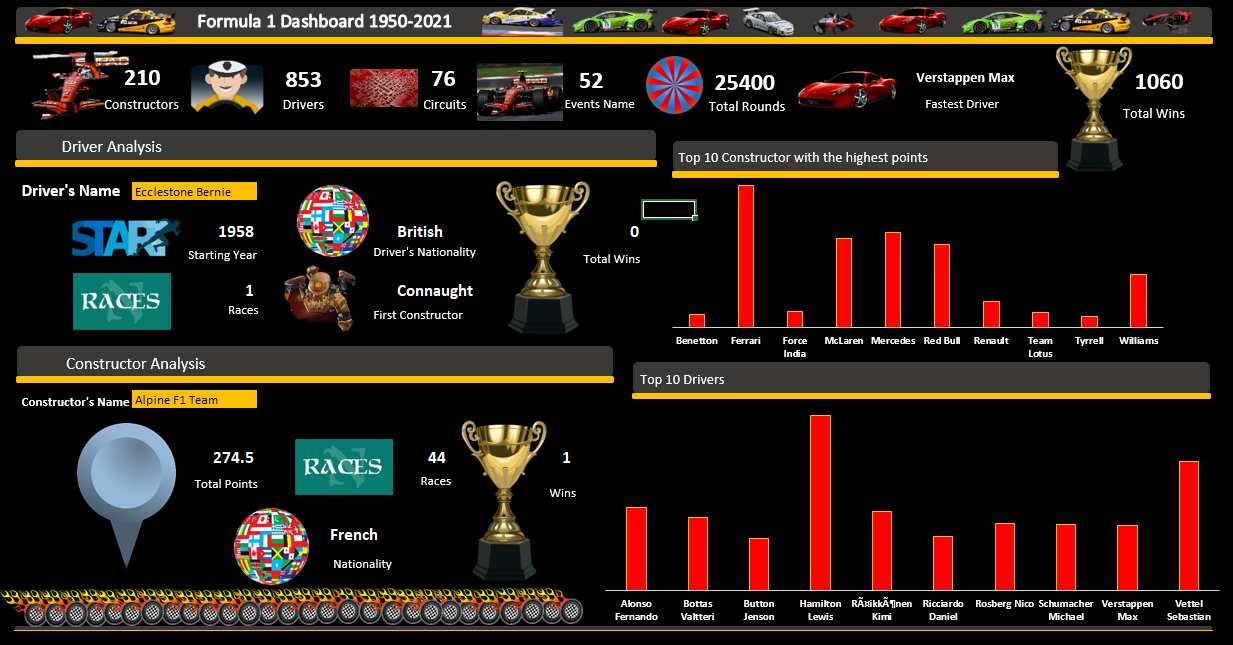 Formula 1 Dashboard 1950-2021
210
Constructors
853
Drivers
76
Circuits
52
Events Name
25400
Total Rounds
Verstappen Max
Fastest Driver
1060
Total Wins
Driver Analysis
Driver's Name
Ecclestone Bernie
START
1958
Starting Year
British
Driver's Nationality
0
Total Wins
RACES
1
Races
Connaught
First Constructor
Top 10 Constructor with the highest points
Benetton
Ferrari
Force
India
McLaren
Mercedes
Red Bull
Renault
Team
Lotus
Tyrrell
Williams
Constructor Analysis
Constructor's Name
Alpine F1 Team
274.5
Total Points
RACES
44
Races
1
Wins
French
Nationality
Top 10 Drivers
Alonso
Fernando
Bottas
Valtteri
Button
Jenson
Hamilton
Lewis
RÃ¤ikkÃ¶nen
Kimi
Ricciardo
Daniel
Rosberg Nico
Schumacher
Michael
Verstappen
Max
Vettel
Sebastian